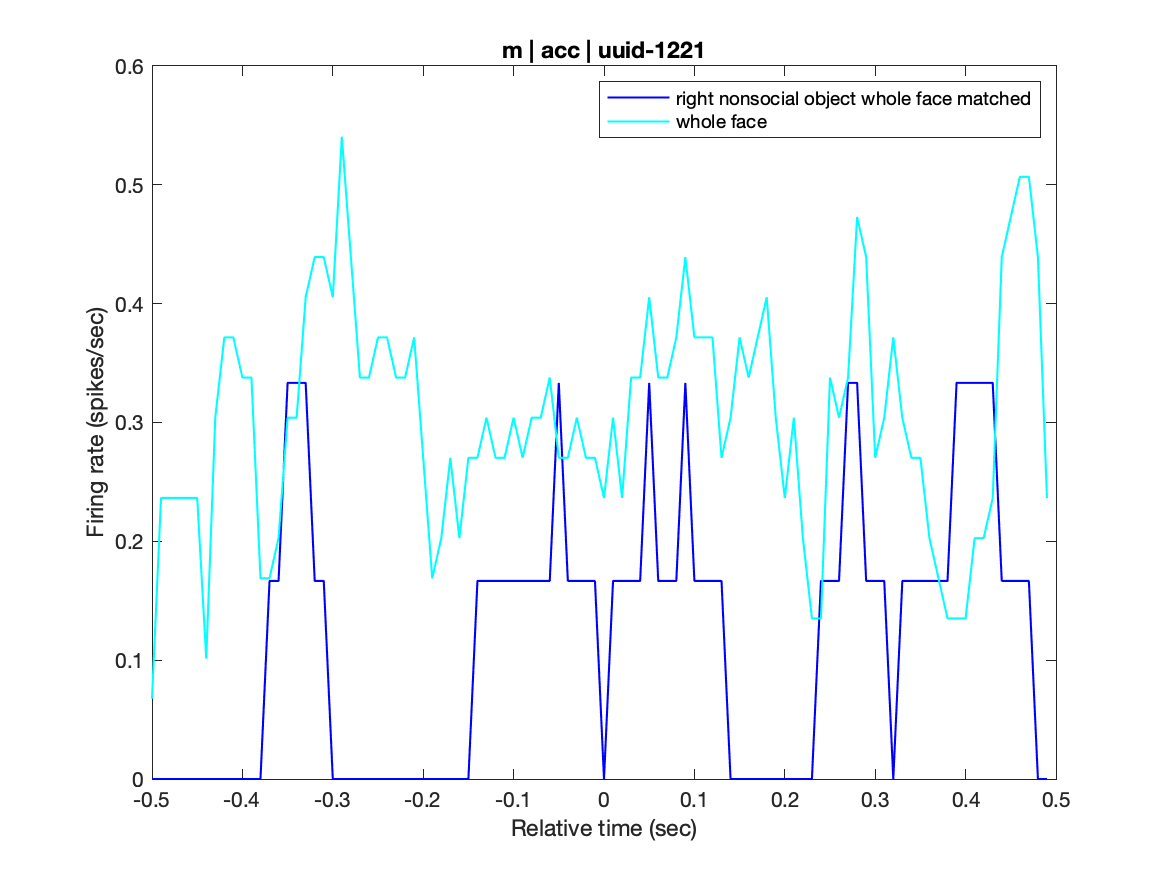 m | acc | uuid-1221
right nonsocial object whole face matched
whole face
Firing rate (spikes/sec)
0.6
0.5
0.4
0.3
0.2
0.1
0
-0.5 -0.4 -0.3 -0.2 -0.1 0 0.1 0.2 0.3 0.4 0.5
Relative time (sec)